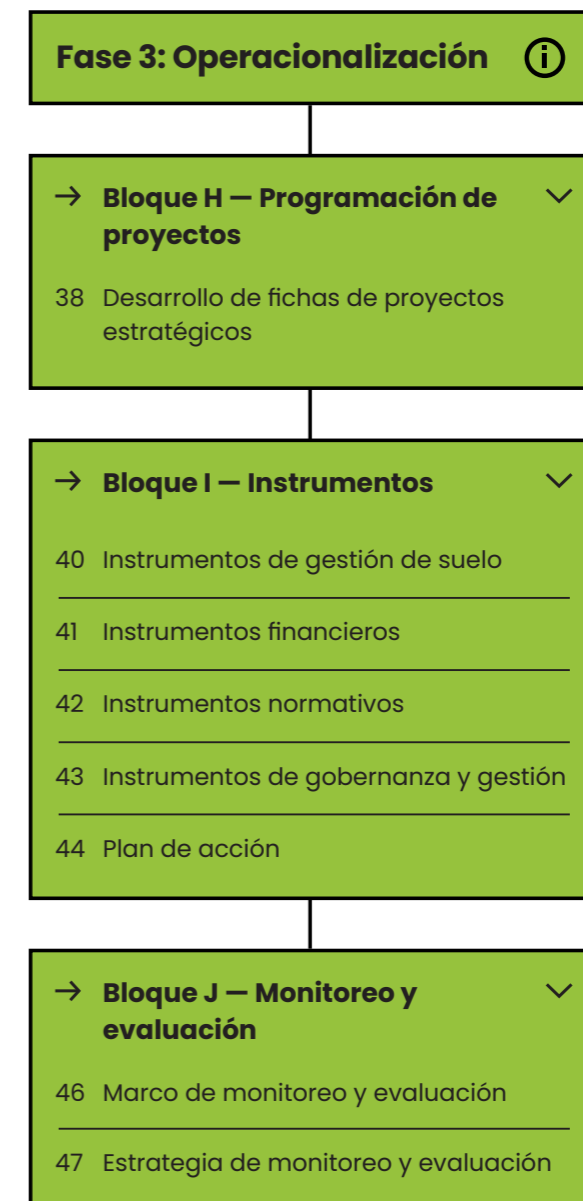 Fase 3: Operacionalización
→ Bloque H — Programación de
proyectos
38 Desarrollo de fichas de proyectos
estratégicos
→ Bloque I — Instrumentos
40 Instrumentos de gestión de suelo
41 Instrumentos financieros
42 Instrumentos normativos
43 Instrumentos de gobernanza y gestión
44 Plan de acción
→ Bloque J — Monitoreo y
evaluación
46 Marco de monitoreo y evaluación
47 Estrategia de monitoreo y evaluación